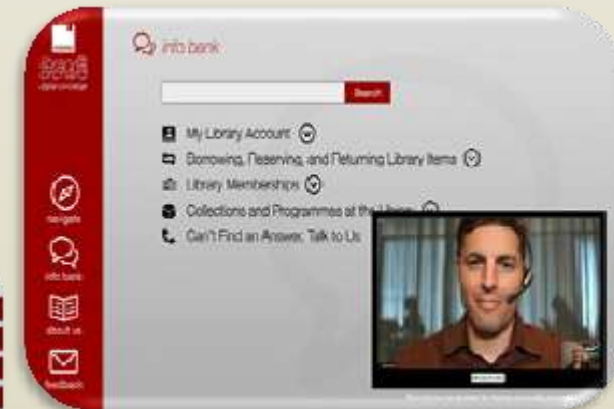 info bank
Search
My Library Account
Borrowing, Reserving, and Returning Library Items
Library Memberships
Collections and Programmes at the
Can't Find an Answer, Talk to Us
navigate
info bank
about us
feedback